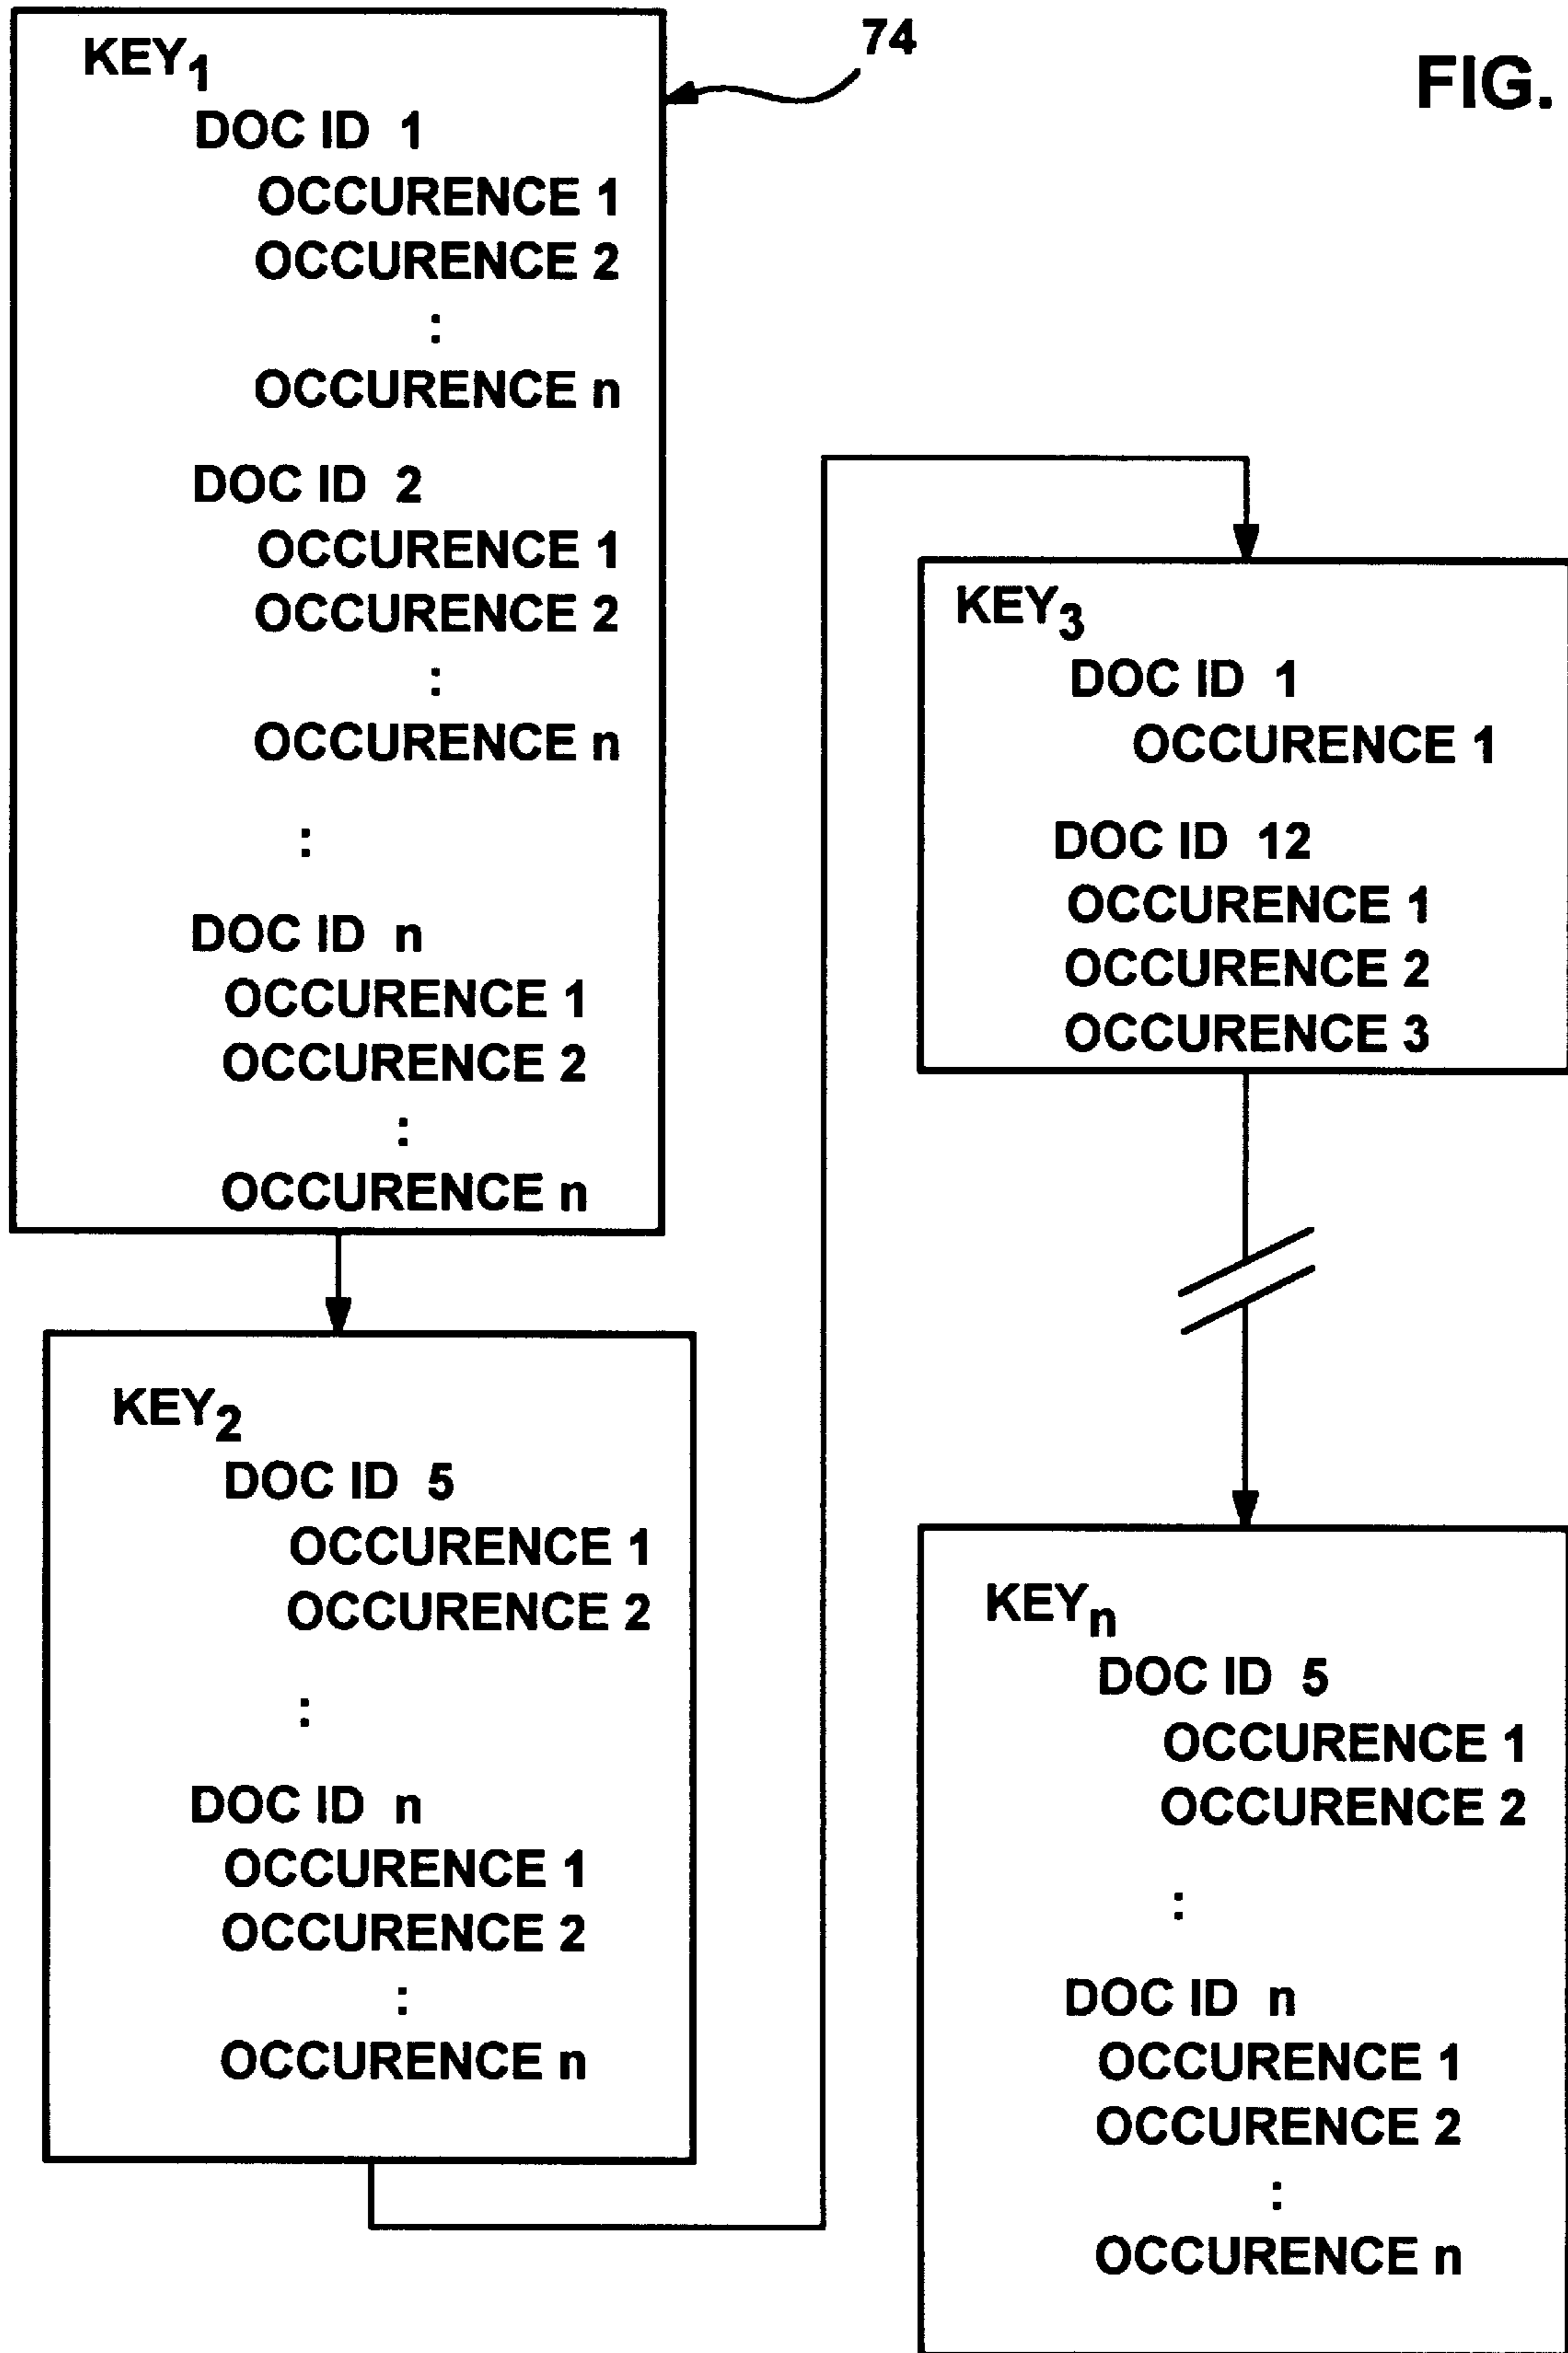 74
FIG.
KEY1
DOC ID 1
OCCURENCE 1
OCCURENCE 2
:
OCCURENCE n
DOC ID 2
OCCURENCE 1
OCCURENCE 2
:
OCCURENCE n
:
DOC ID n
OCCURENCE 1
OCCURENCE 2
:
OCCURENCE n
KEY2
DOC ID 5
OCCURENCE 1
OCCURENCE 2
:
DOC ID n
OCCURENCE 1
OCCURENCE 2
:
OCCURENCE n
KEY3
DOC ID 1
OCCURENCE 1
DOC ID 12
OCCURENCE 1
OCCURENCE 2
OCCURENCE 3
KEYn
DOC ID 5
OCCURENCE 1
OCCURENCE 2
:
DOC ID n
OCCURENCE 1
OCCURENCE 2
:
OCCURENCE n